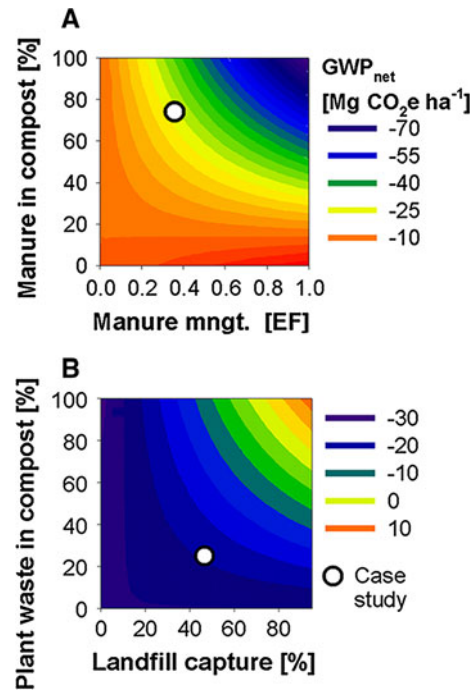 A
Manure in compost [%]
100
80
60
40
20
0
0.0 0.2 0.4 0.6 0.8 1.0
Manure mngt. [EF]
GWPnet
[Mg CO2e ha-1]
-70
-55
-40
-25
-10
B
Plant waste in compost [%]
100
80
60
40
20
0
0 20 40 60 80
Landfill capture [%]
-30
-20
-10
0
10
Case
study